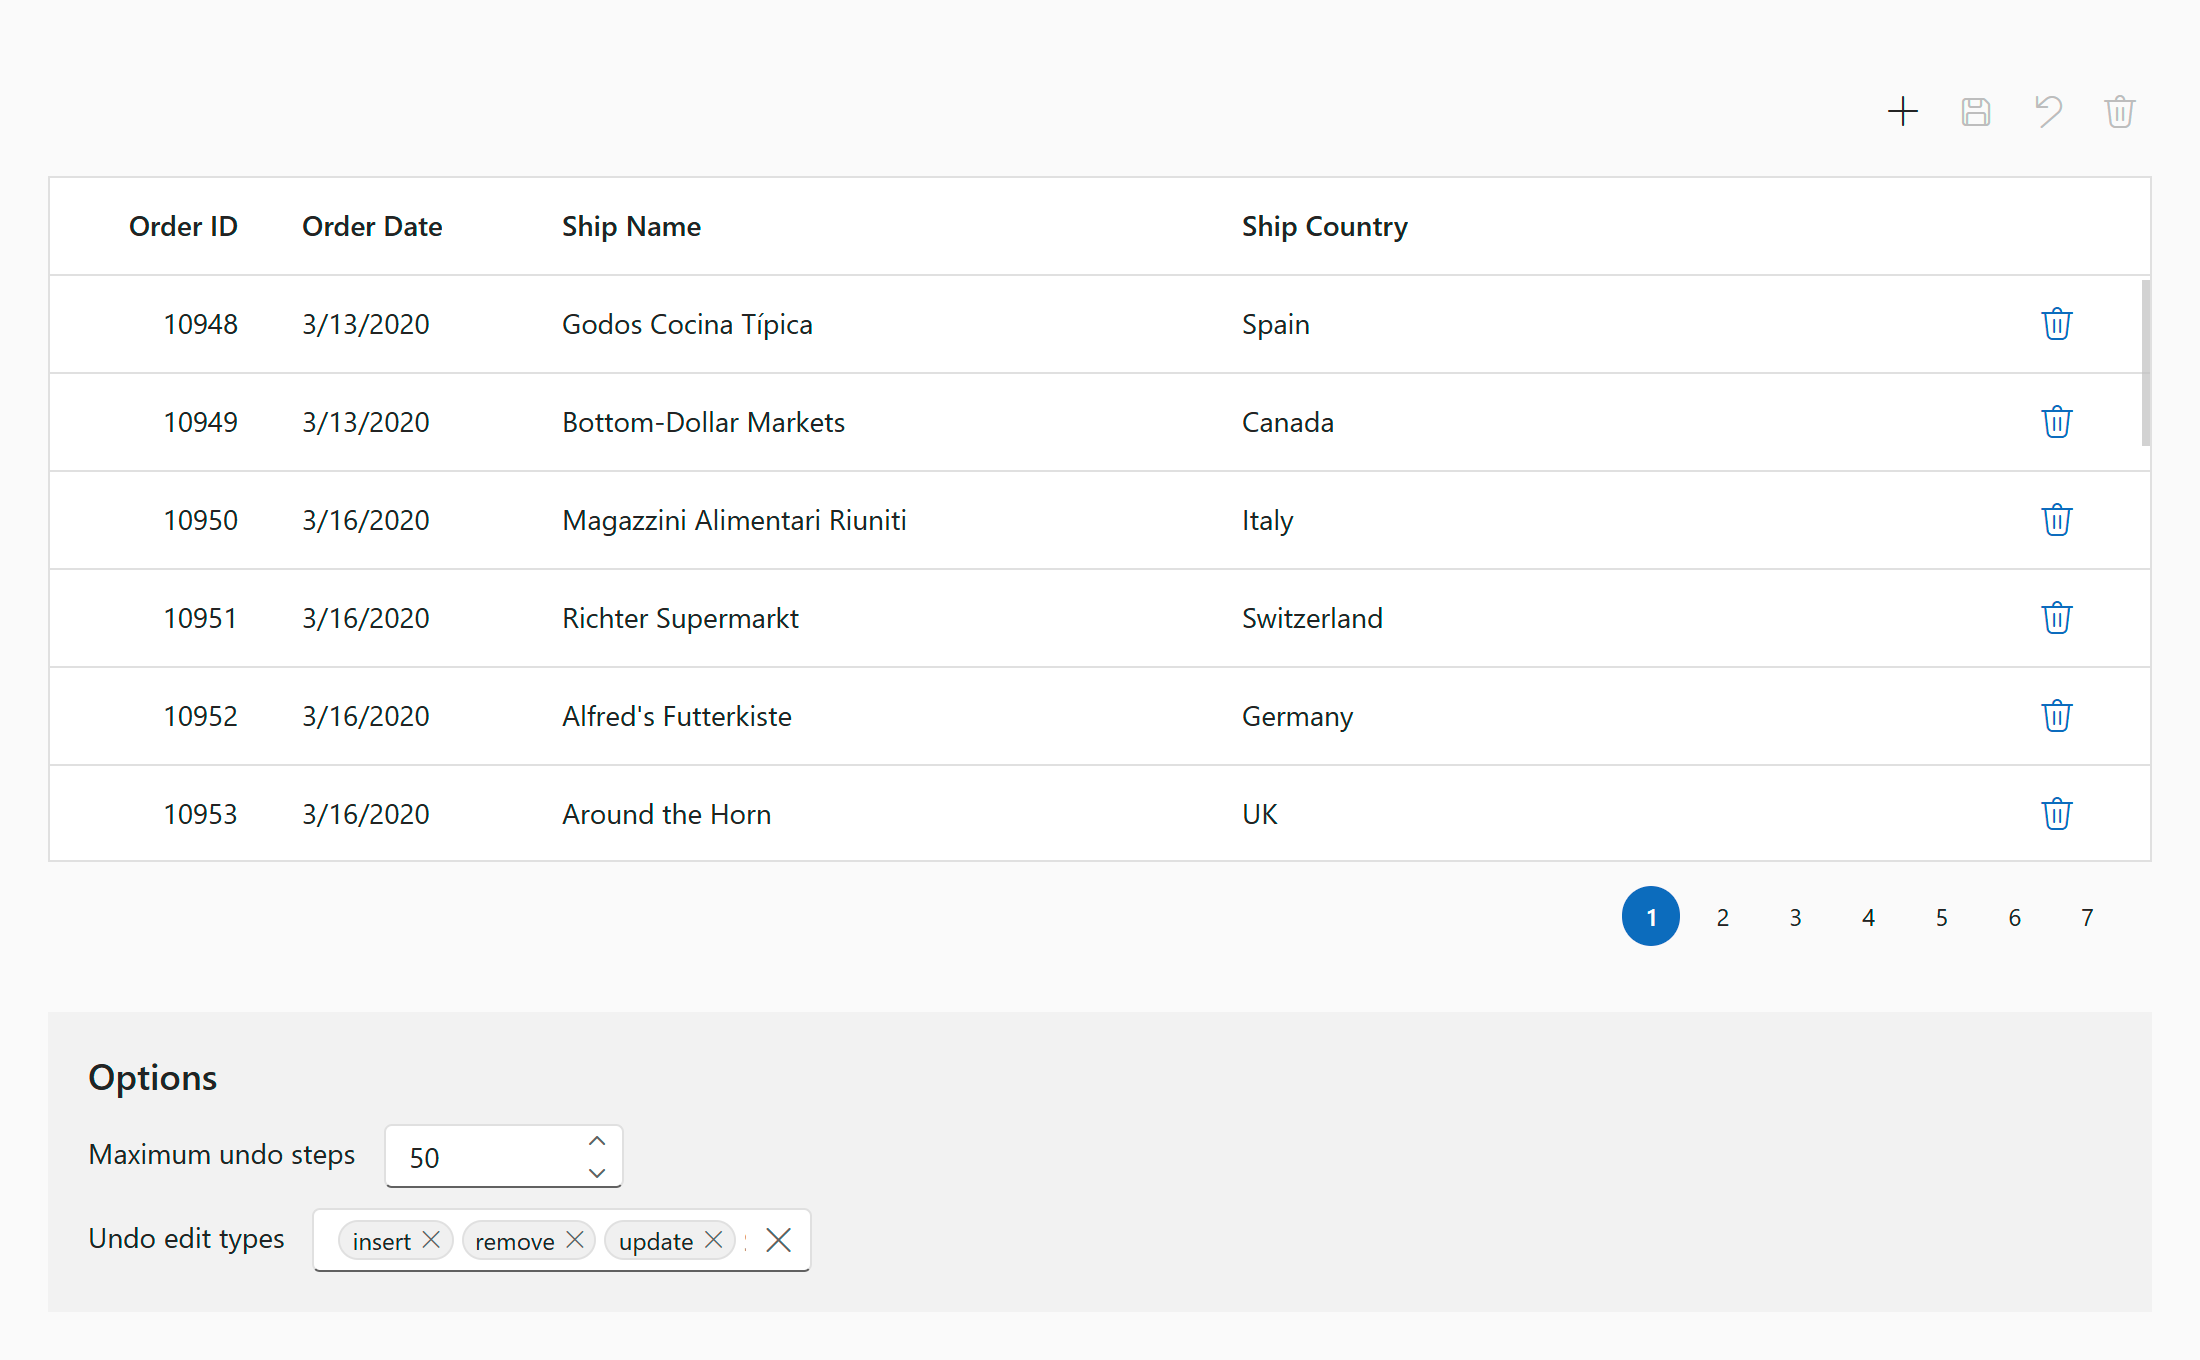 Order ID Order Date Ship Name Ship Country
10948 3/13/2020 Godos Cocina Típica Spain
10949 3/13/2020 Bottom-Dollar Markets Canada
10950 3/16/2020 Magazzini Alimentari Riuniti Italy
10951 3/16/2020 Richter Supermarkt Switzerland
10952 3/16/2020 Alfred's Futterkiste Germany
10953 3/16/2020 Around the Horn UK
1 2 3 4 5 6 7
Options
Maximum undo steps 50
Undo edit types insert remove update